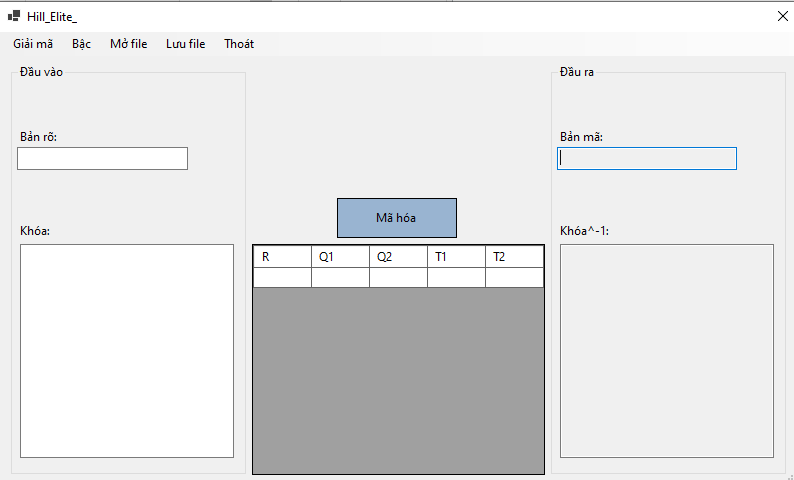 Hill_Elite_
Giải mã Bậc Mở file Lưu file Thoát
Đầu vào
Bản rõ:
Khóa:
Mã hóa
R Q1 Q2 T1 T2
Đầu ra
Bản mã:
Khóa^-1: